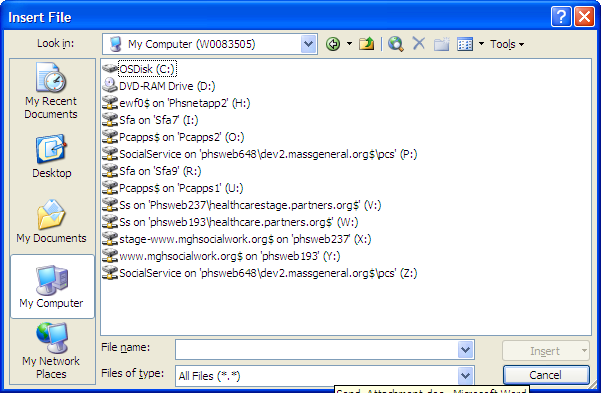 Insert File
Look in:
My Computer (W0083505)
Tools
My Recent
Documents
Desktop
My Documents
My Computer
My Network
Places
OSDisk (C:)
DVD-RAM Drive (D:)
ewf0$ on 'Phsnetapp2' (H:)
Sfa on 'Sfa7' (I:)
Pcapps$ on 'Pcapps2' (O:)
SocialService on 'phsweb648\dev2.massgeneral.org$\pcs' (P:)
Sfa on 'Sfa9' (R:)
Pcapps$ on 'Pcapps1' (U:)
Ss on 'Phsweb237\healthcarestage.partners.org$' (V:)
Ss on 'phsweb193\healthcare.partners.org$' (W:)
stage-www.mghsocialwork.org$ on 'phsweb237' (X:)
www.mghsocialwork.org$ on 'phsweb193' (Y:)
SocialService on 'phsweb648\dev2.massgeneral.org$\pcs' (Z:)
File name:
Insert
Files of type:
All Files (*.*)
Cancel
Send_Attachment.doc - Microsoft Word